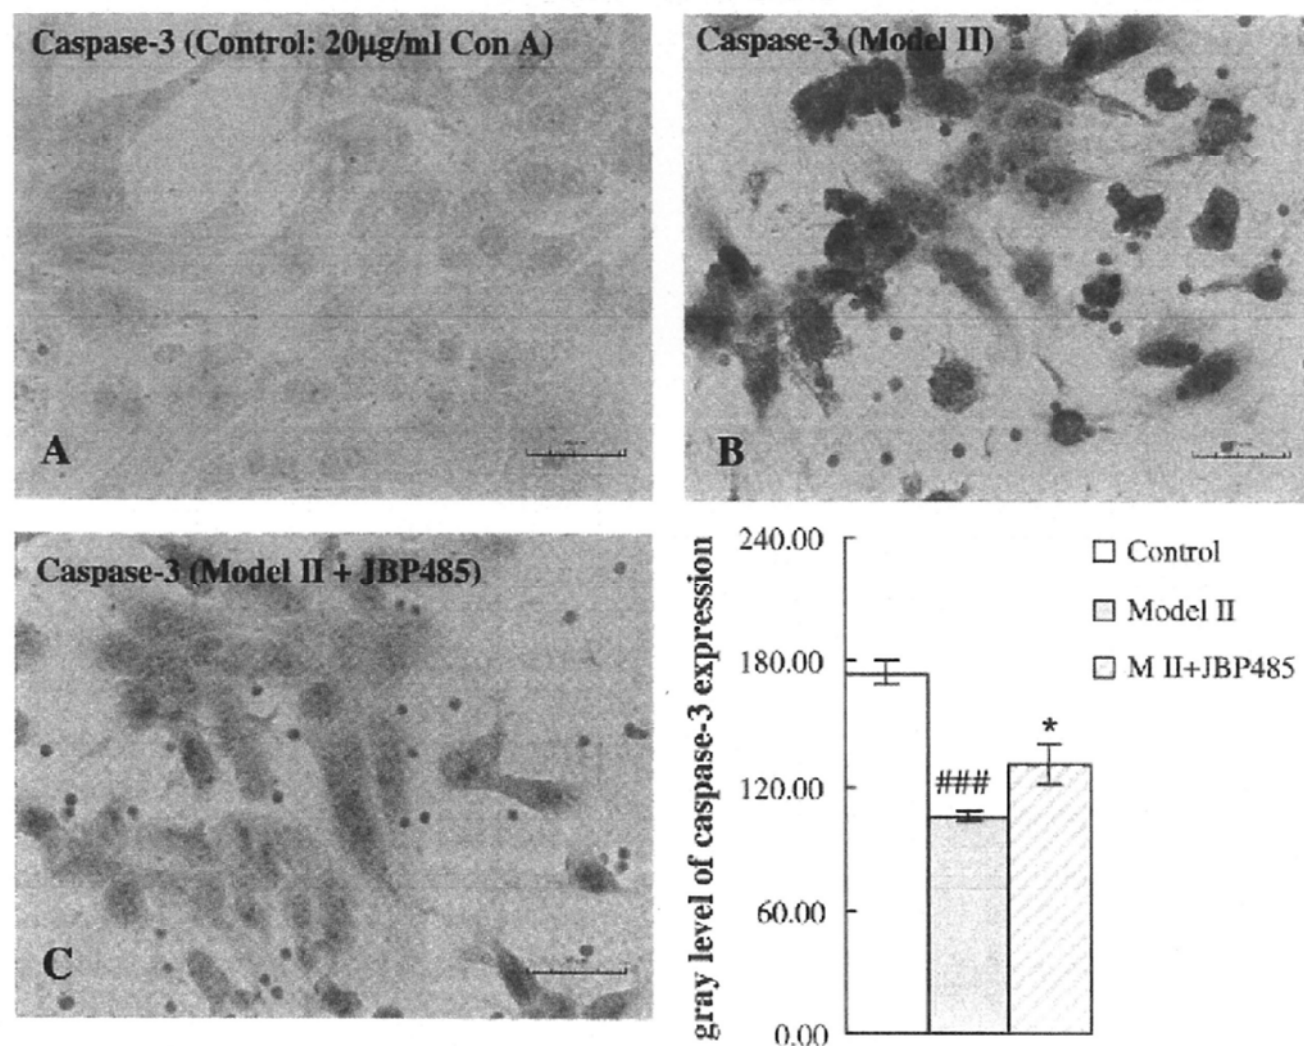 Caspase-3 (Control: 20μg/ml Con A)
A
Caspase-3 (Model II)
B
Caspase-3 (Model II + JBP485)
C
gray level of caspase-3 expression
240.00
180.00
120.00
60.00
0.00
###
*
Control
Model II
M II+JBP485